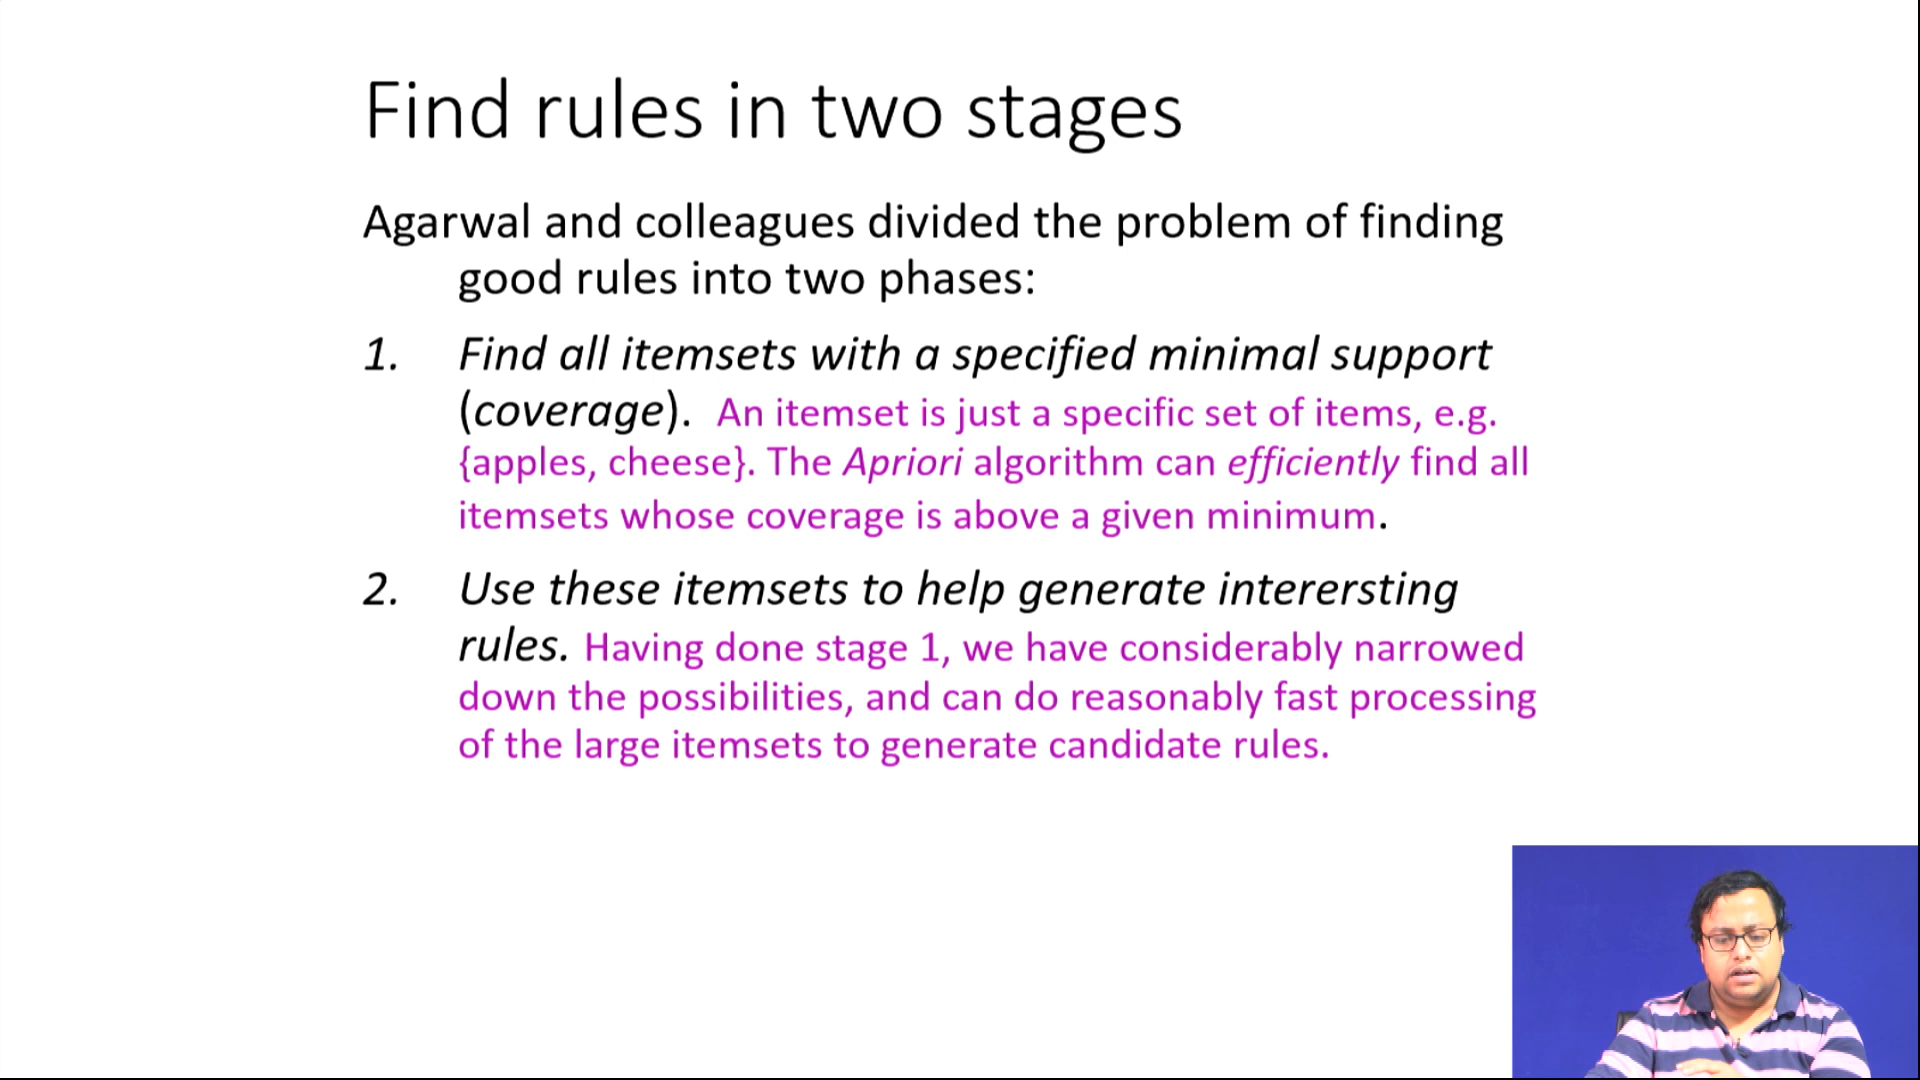 Find rules in two stages
Agarwal and colleagues divided the problem of finding
good rules into two phases:
1. Find all itemsets with a specified minimal support
(coverage). An itemset is just a specific set of items, e.g.
{apples, cheese}. The Apriori algorithm can efficiently find all
itemsets whose coverage is above a given minimum.
2. Use these itemsets to help generate interersting
rules. Having done stage 1, we have considerably narrowed
down the possibilities, and can do reasonably fast processing
of the large itemsets to generate candidate rules.